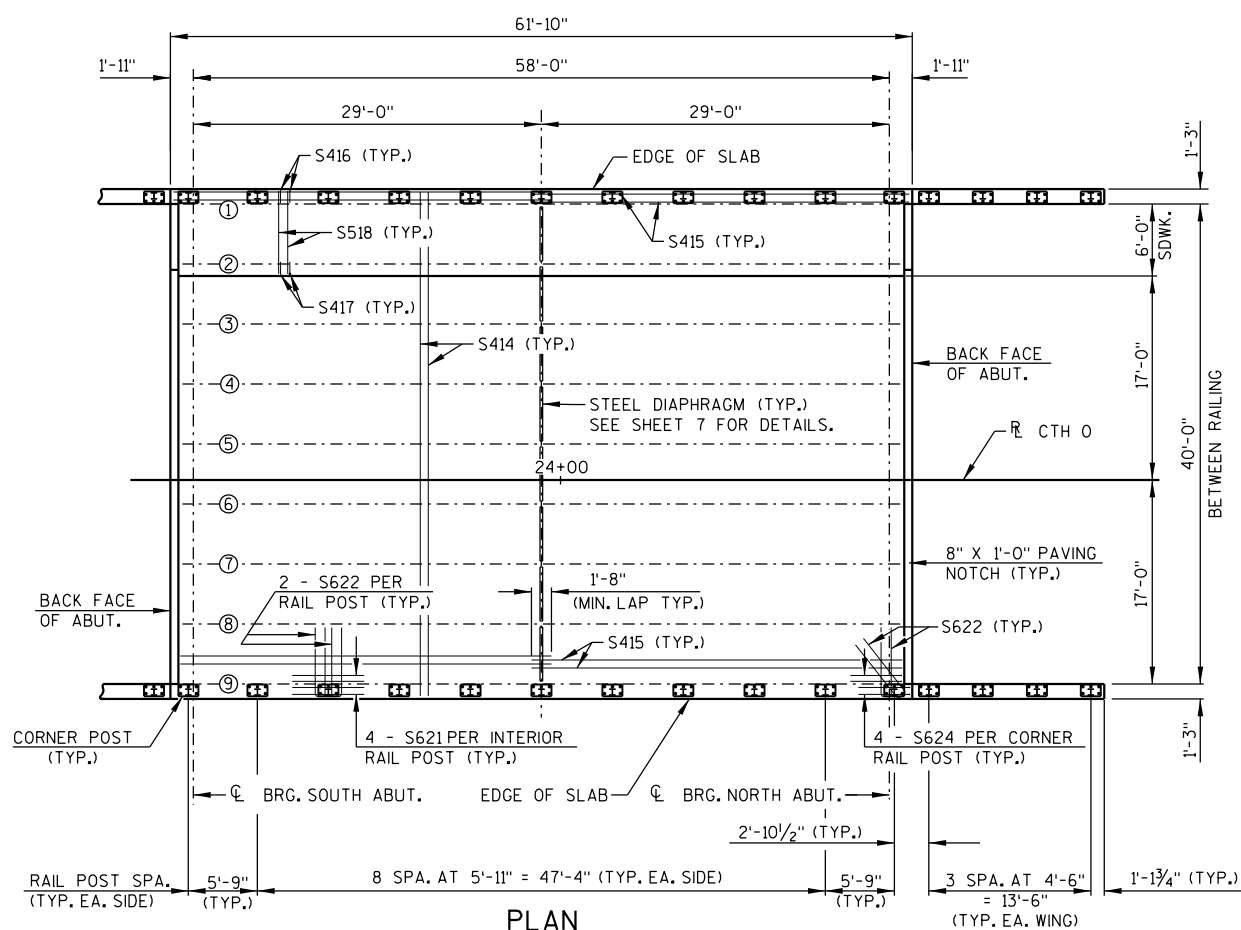 61'-10"
1'-11"
58'-0"
1'-11"
29'-0"
29'-0"
1'-3"
S416 (TYP.)
EDGE OF SLAB
1
S518 (TYP.)
S415 (TYP.)
6'-0"
SDWK.
2
S417 (TYP.)
3
S414 (TYP.)
BACK FACE
OF ABUT.
17'-0"
4
STEEL DIAPHRAGM (TYP.)
SEE SHEET 7 FOR DETAILS.
5
R CTH O
40'-0"
BETWEEN RAILING
24+00
6
7
8" X 1'-0" PAVING
NOTCH (TYP.)
2 - S622 PER
RAIL POST (TYP.)
1'-8"
(MIN. LAP TYP.)
17'-0"
BACK FACE
OF ABUT.
8
S415 (TYP.)
S622 (TYP.)
9
CORNER POST
(TYP.)
4 - S621 PER INTERIOR
RAIL POST (TYP.)
4 - S624 PER CORNER
RAIL POST (TYP.)
1'-3"
℄ BRG. SOUTH ABUT.
EDGE OF SLAB
℄ BRG. NORTH ABUT.
2'-10 1/2" (TYP.)
RAIL POST SPA.
(TYP. EA. SIDE)
5'-9"
(TYP.)
8 SPA. AT 5'-11" = 47'-4" (TYP. EA. SIDE)
5'-9"
(TYP.)
3 SPA. AT 4'-6"
= 13'-6"
(TYP. EA. WING)
1'-1 3/4" (TYP.)
PLAN